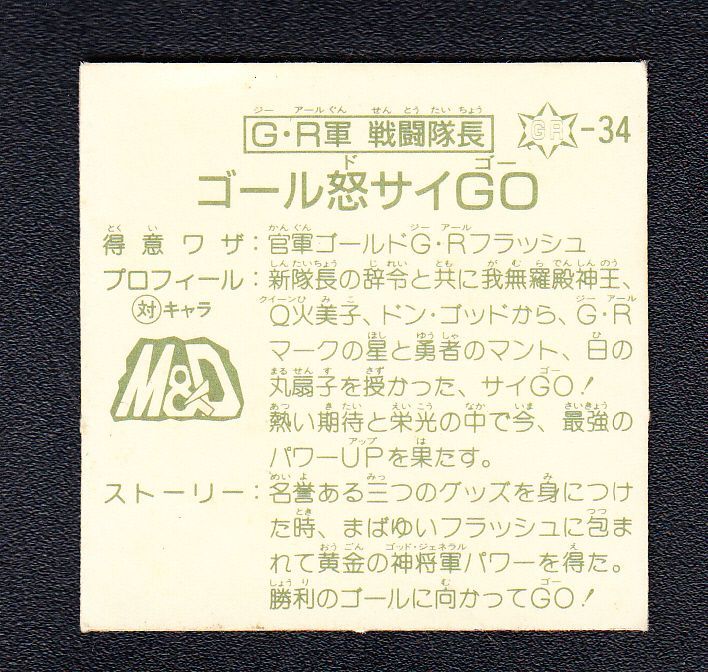 G・R軍 戦闘隊長 GR-34
ゴール怒サイGO
得意ワザ：官軍ゴールドG・Rフラッシュ
プロフィール：新隊長の辞令と共に我無羅殿神王、
対キャラ Q火美子、ドン・ゴッドから、G・R
M&D マークの星と勇者のマント、日の
丸扇子を授かった、サイGO！
熱い期待と栄光の中で今、最強の
パワーUPを果たす。
ストーリー：名誉ある三つのグッズを身につけ
た時、まばゆいフラッシュに包ま
れて黄金の神将軍パワーを得た。
勝利のゴールに向かってGO！